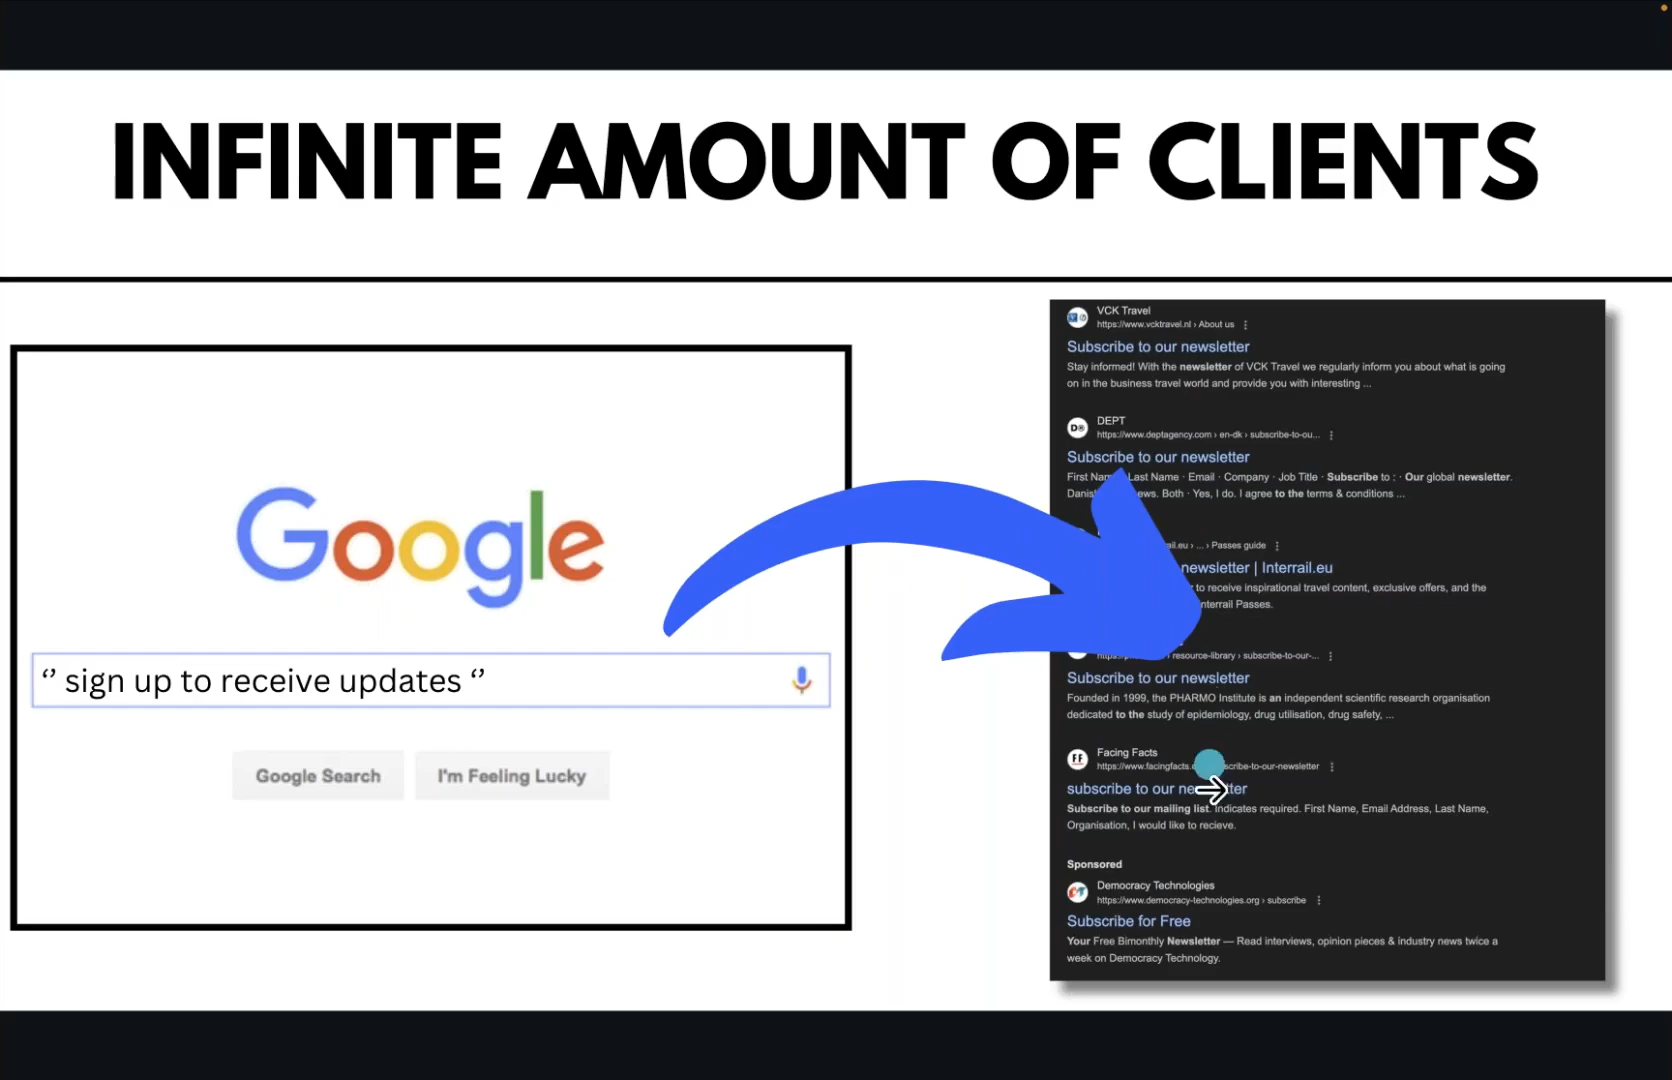 INFINITE AMOUNT OF CLIENTS
Google
‘’ sign up to receive updates ‘’
Google Search
I'm Feeling Lucky
VCK Travel
https://www.vcktravel.nl › About us
Subscribe to our newsletter
Stay informed! With the newsletter of VCK Travel we regularly inform you about what is going
on in the business travel world and provide you with interesting ...
DEPT
https://www.deptagency.com › en-dk › subscribe-to-ou...
Subscribe to our newsletter
First Last Name · Email · Company · Job Title · Subscribe to : · Our global newsletter.
Both · Yes, I do. I agree to the terms & conditions ...
› ... › Passes guide
newsletter | Interrail.eu
to receive inspirational travel content, exclusive offers, and the
Passes.
› resource-library › subscribe-to-our-...
Subscribe to our newsletter
Founded in 1999, the PHARMO Institute is an independent scientific research organisation
dedicated to the study of epidemiology, drug utilisation, drug safety, ...
FF
Facing Facts
subscribe to our
Subscribe to our mailing list. Indicates required. First Name, Email Address, Last Name,
Organisation, I would like to recieve.
Sponsored
Democracy Technologies
https://www.democracy-technologies.org › subscribe
Subscribe for Free
Your Free Bimonthly Newsletter — Read interviews, opinion pieces & industry news twice a
week on Democracy Technology.